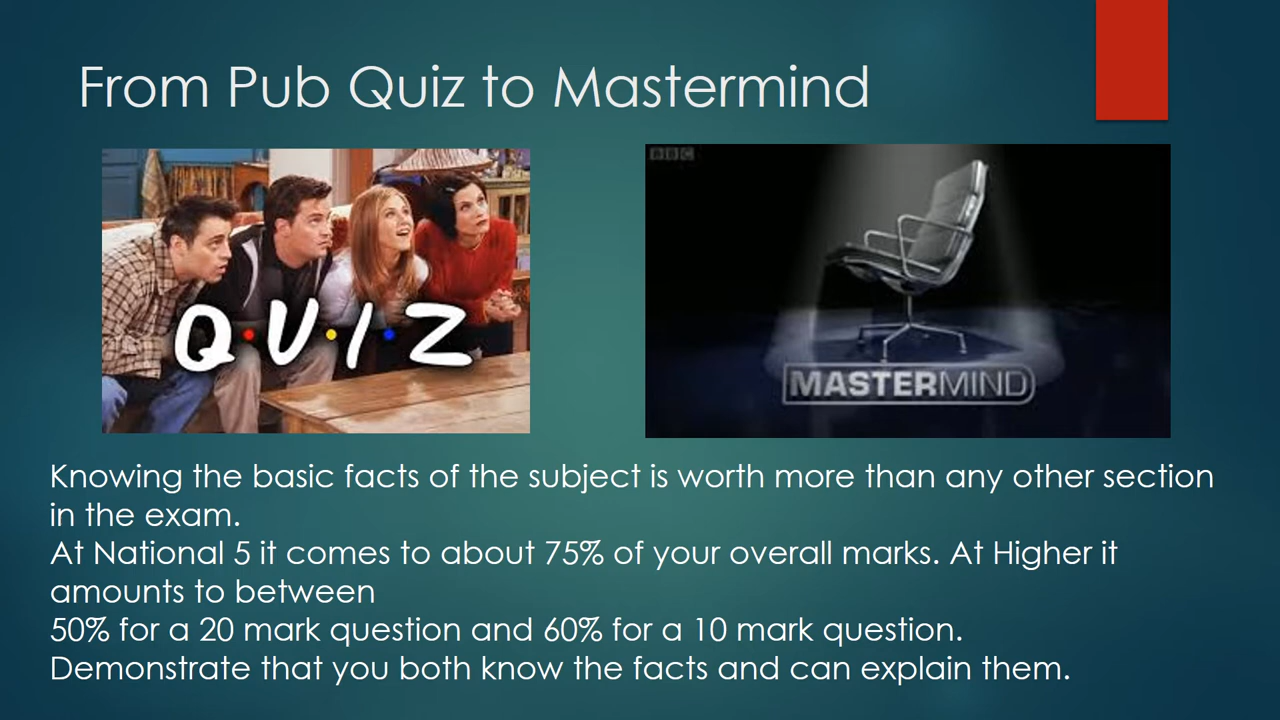 From Pub Quiz to Mastermind
QUIZ
BBC
MASTERMIND
Knowing the basic facts of the subject is worth more than any other section
in the exam.
At National 5 it comes to about 75% of your overall marks. At Higher it
amounts to between
50% for a 20 mark question and 60% for a 10 mark question.
Demonstrate that you both know the facts and can explain them.